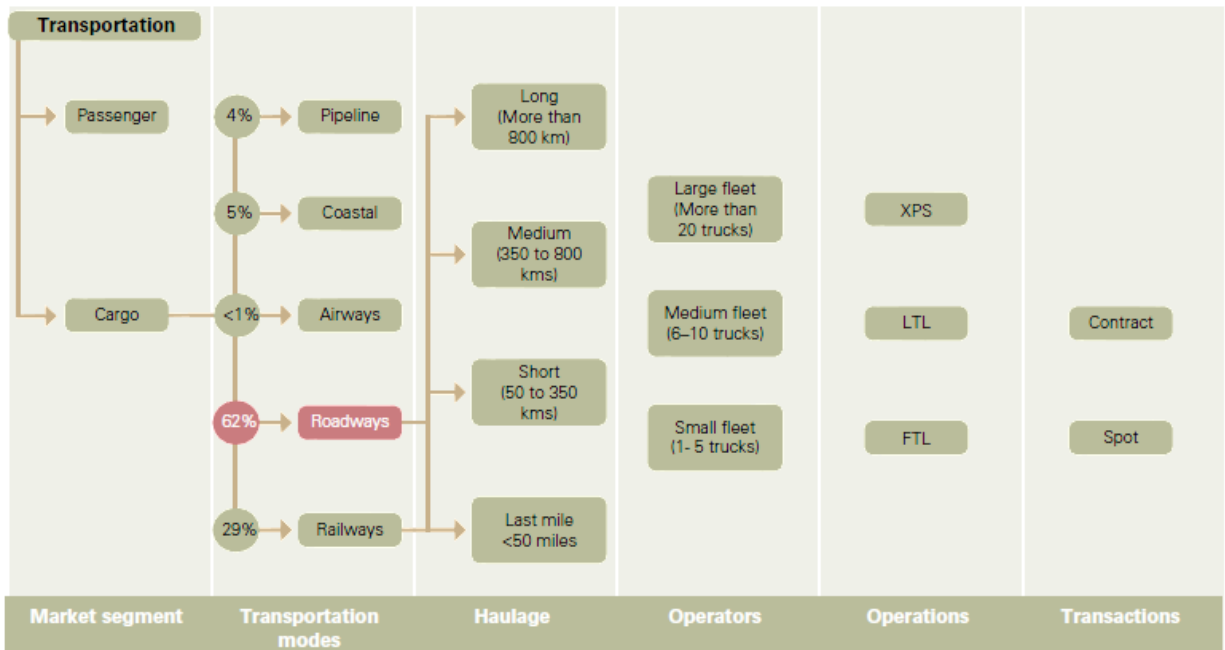 Transportation
Passenger
Cargo
4%
Pipeline
5%
Coastal
<1%
Airways
62%
Roadways
29%
Railways
Long
(More than
800 km)
Medium
(350 to 800
kms)
Short
(50 to 350
kms)
Last mile
<50 miles
Large fleet
(More than
20 trucks)
Medium fleet
(6–10 trucks)
Small fleet
(1- 5 trucks)
XPS
LTL
FTL
Contract
Spot
Market segment
Transportation
modes
Haulage
Operators
Operations
Transactions